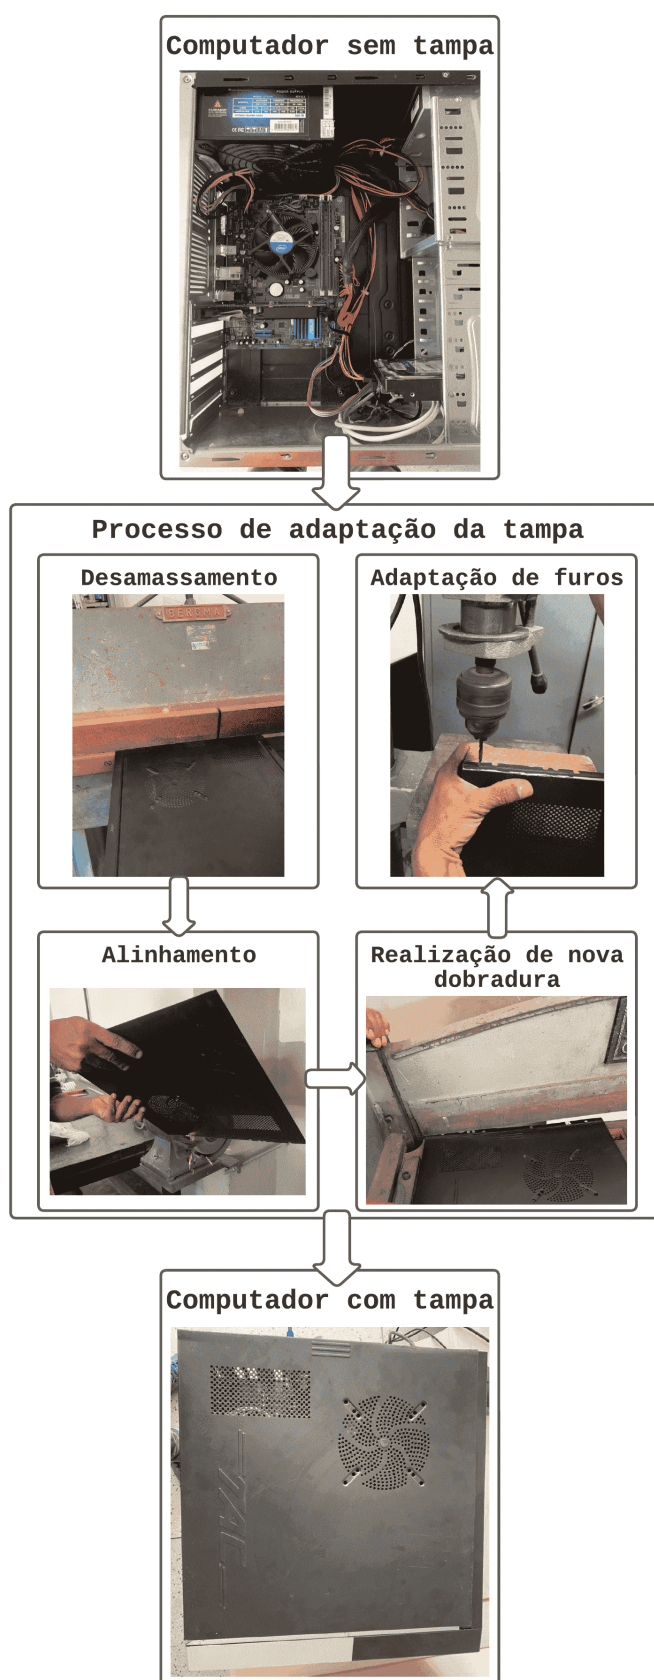 Computador sem tampa
Processo de adaptação da tampa
Desamassamento
BERGMA
Alinhamento
Realização de nova
dobradura
Adaptação de furos
Computador com tampa